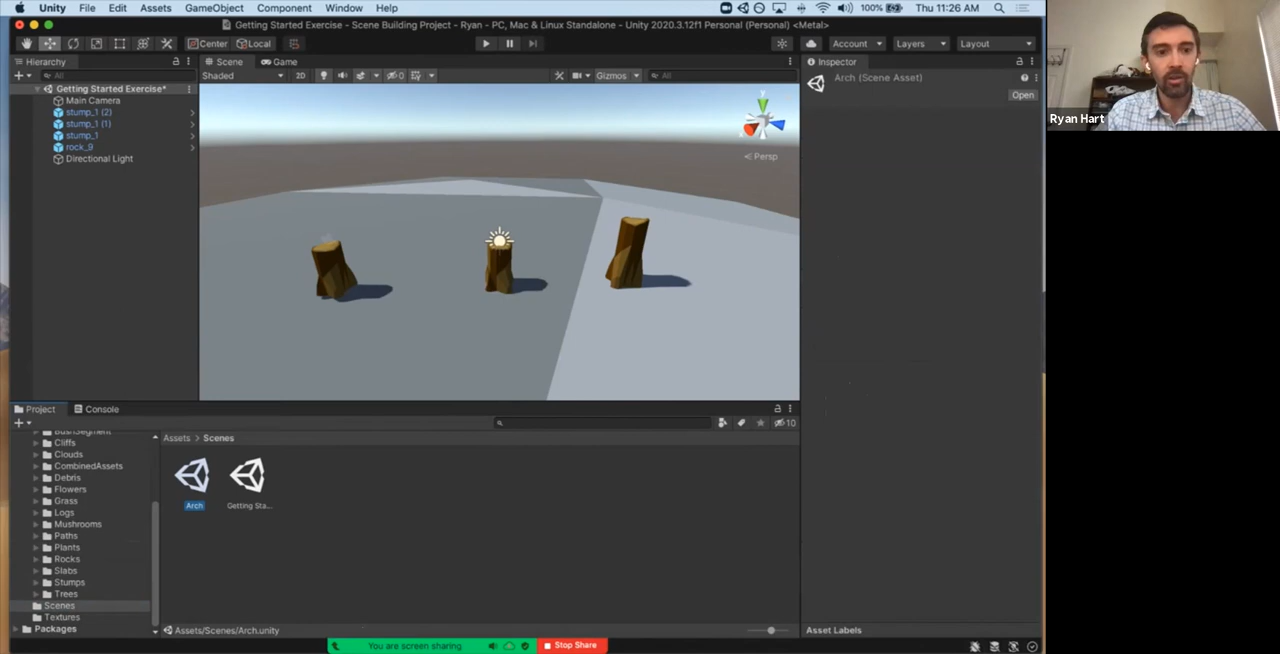 Unity File Edit Assets GameObject Component Window Help 100% Thu 11:26 AM
Getting Started Exercise - Scene Building Project - Ryan - PC, Mac & Linux Standalone - Unity 2020.3.12f1 Personal (Personal) <Metal>
Center Local Account Layers Layout
Hierarchy Scene Game Inspector
All Shaded 2D 0 Gizmos All
Arch (Scene Asset)
Open
Getting Started Exercise*
Main Camera
stump_1 (2)
stump_1 (1)
stump_1
rock_9
Directional Light
y
x
Persp
Ryan Hart
Project Console
10
Assets > Scenes
BushSegment
Cliffs
Clouds
CombinedAssets
Debris
Flowers
Grass
Logs
Mushrooms
Paths
Plants
Rocks
Slabs
Stumps
Trees
Scenes
Textures
Packages
Arch Getting Sta...
Assets/Scenes/Arch.unity
Asset Labels
You are screen sharing Stop Share